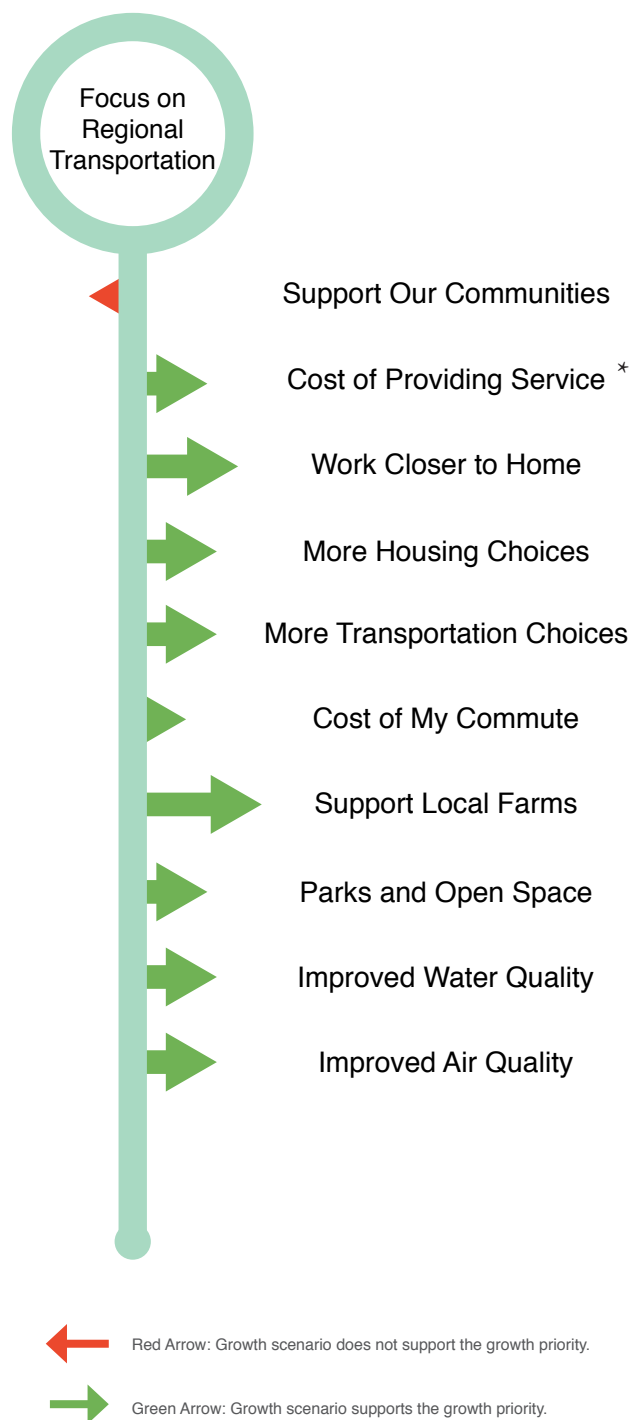 Focus on
Regional
Transportation
Support Our Communities
Cost of Providing Service *
Work Closer to Home
More Housing Choices
More Transportation Choices
Cost of My Commute
Support Local Farms
Parks and Open Space
Improved Water Quality
Improved Air Quality
Red Arrow: Growth scenario does not support the growth priority.
Green Arrow: Growth scenario supports the growth priority.